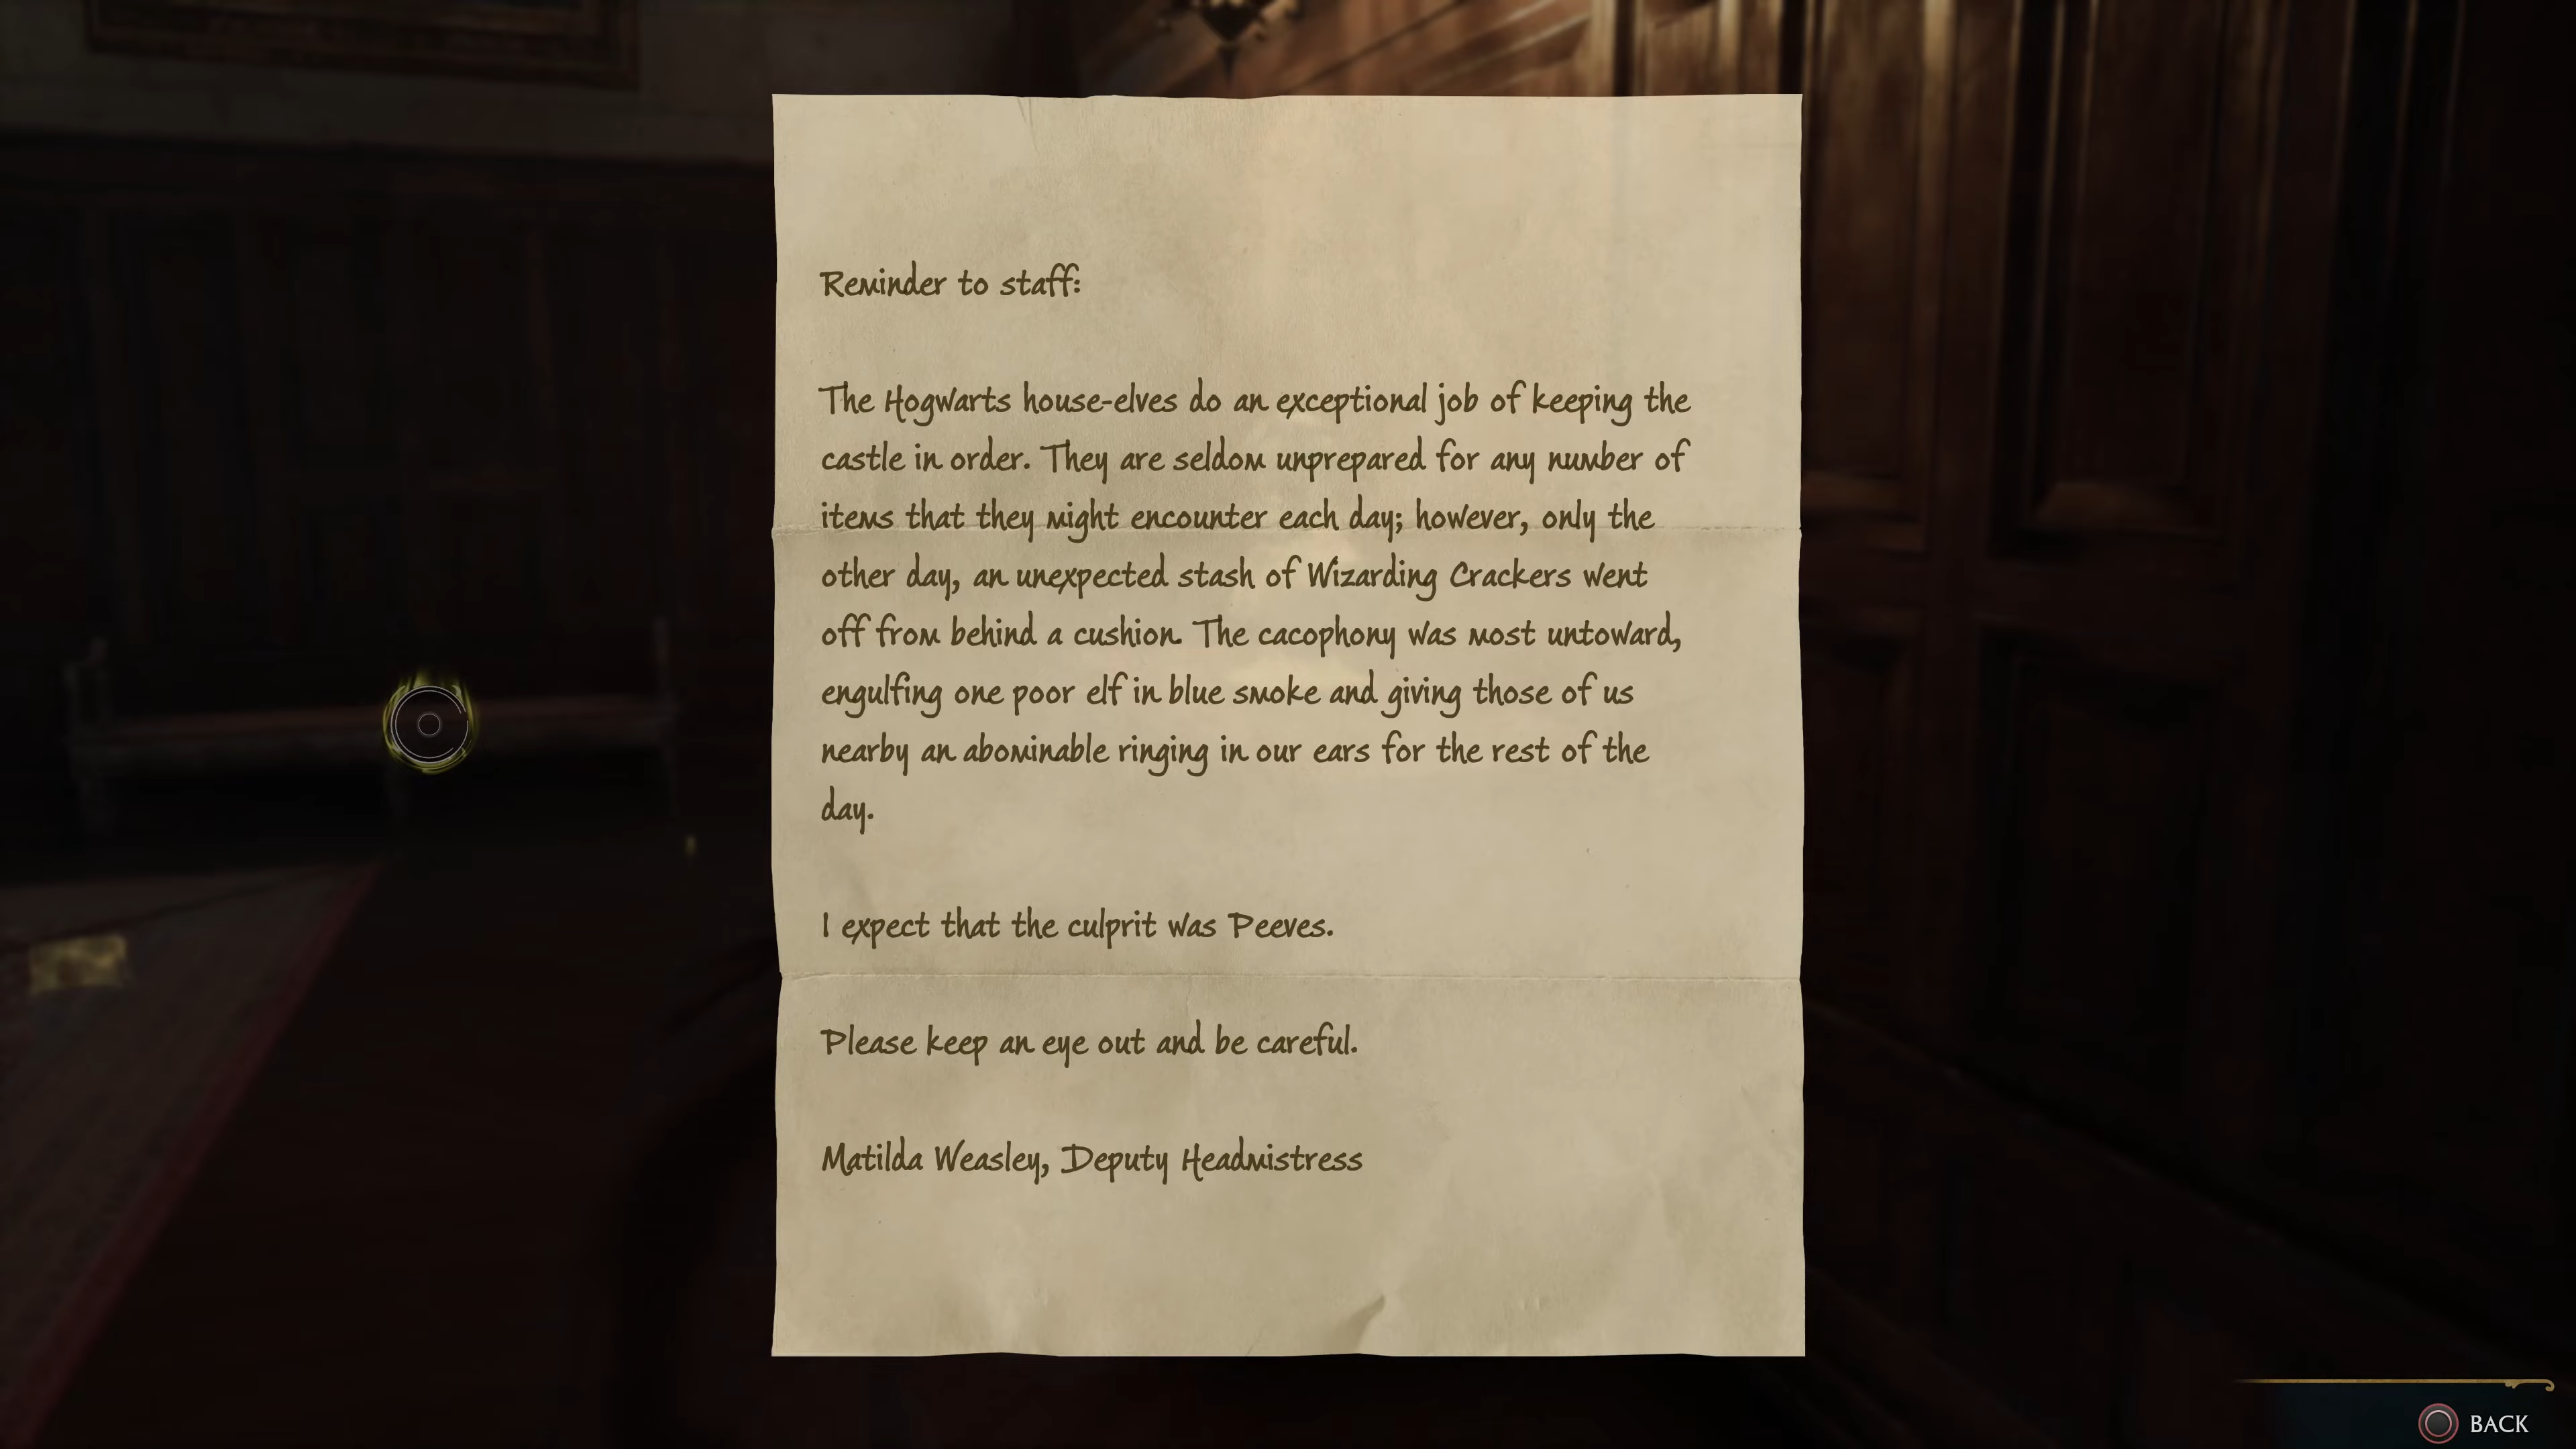 Reminder to staff:
The Hogwarts house-elves do an exceptional job of keeping the
castle in order. They are seldom unprepared for any number of
items that they might encounter each day; however, only the
other day, an unexpected stash of Wizarding Crackers went
off from behind a cushion. The cacophony was most untoward,
engulfing one poor elf in blue smoke and giving those of us
nearby an abominable ringing in our ears for the rest of the
day.
I expect that the culprit was Peeves.
Please keep an eye out and be careful.
Matilda Weasley, Deputy Headmistress
BACK